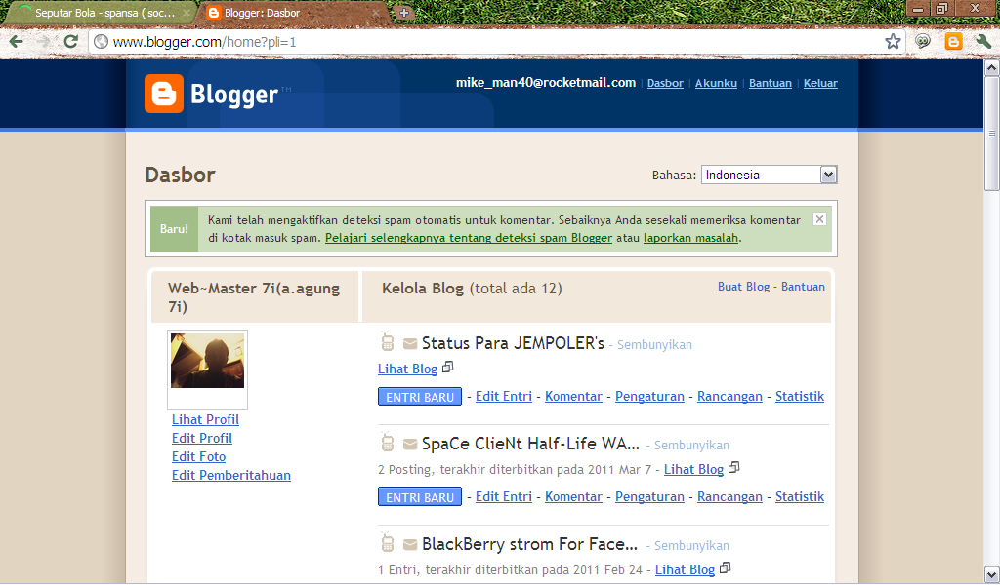 Seputar Bola - spansa ( soc...
Blogger: Dasbor
www.blogger.com/home?pli=1
Blogger™
mike_man40@rocketmail.com | Dasbor | Akunku | Bantuan | Keluar
Dasbor
Bahasa: Indonesia
Baru!
Kami telah mengaktifkan deteksi spam otomatis untuk komentar. Sebaiknya Anda sesekali memeriksa komentar
di kotak masuk spam. Pelajari selengkapnya tentang deteksi spam Blogger atau laporkan masalah.
Web~Master 7i(a.agung
7i)
Lihat Profil
Edit Profil
Edit Foto
Edit Pemberitahuan
Kelola Blog (total ada 12)
Buat Blog - Bantuan
Status Para JEMPOLER's - Sembunyikan
Lihat Blog
ENTRI BARU - Edit Entri - Komentar - Pengaturan - Rancangan - Statistik
SpaCe ClieNt Half-Life WA... - Sembunyikan
2 Posting, terakhir diterbitkan pada 2011 Mar 7 - Lihat Blog
ENTRI BARU - Edit Entri - Komentar - Pengaturan - Rancangan - Statistik
BlackBerry strom For Face... - Sembunyikan
1 Entri, terakhir diterbitkan pada 2011 Feb 24 - Lihat Blog